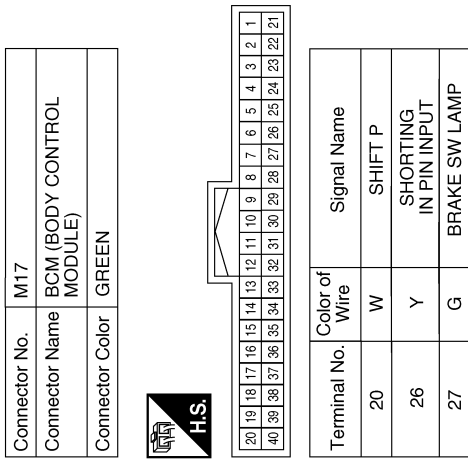 Connector No. M17
Connector Name BCM (BODY CONTROL
MODULE)
Connector Color GREEN
H.S.
20 19 18 17 16 15 14 13 12 11 10 9 8 7 6 5 4 3 2 1
40 39 38 37 36 35 34 33 32 31 30 29 28 27 26 25 24 23 22 21
Terminal No. Color of
Wire Signal Name
20 W SHIFT P
26 Y SHORTING
IN PIN INPUT
27 G BRAKE SW LAMP